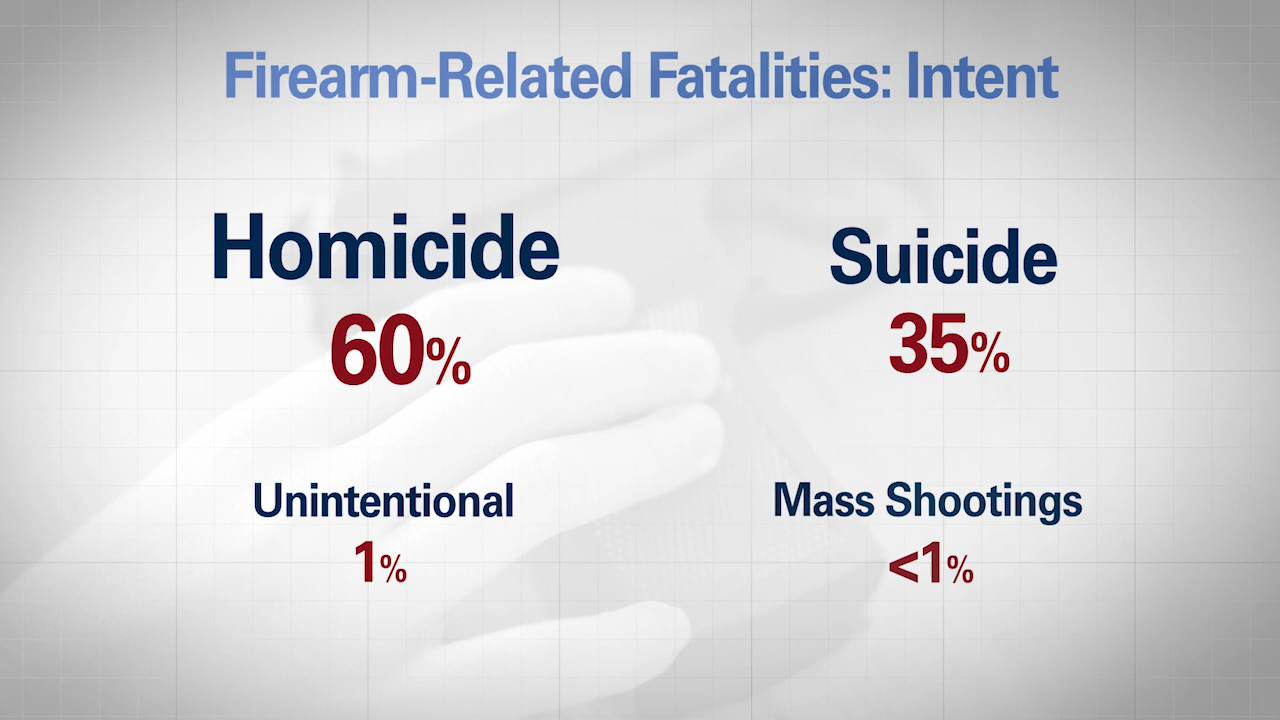 Firearm-Related Fatalities: Intent
Homicide
60%
Suicide
35%
Unintentional
1%
Mass Shootings
<1%